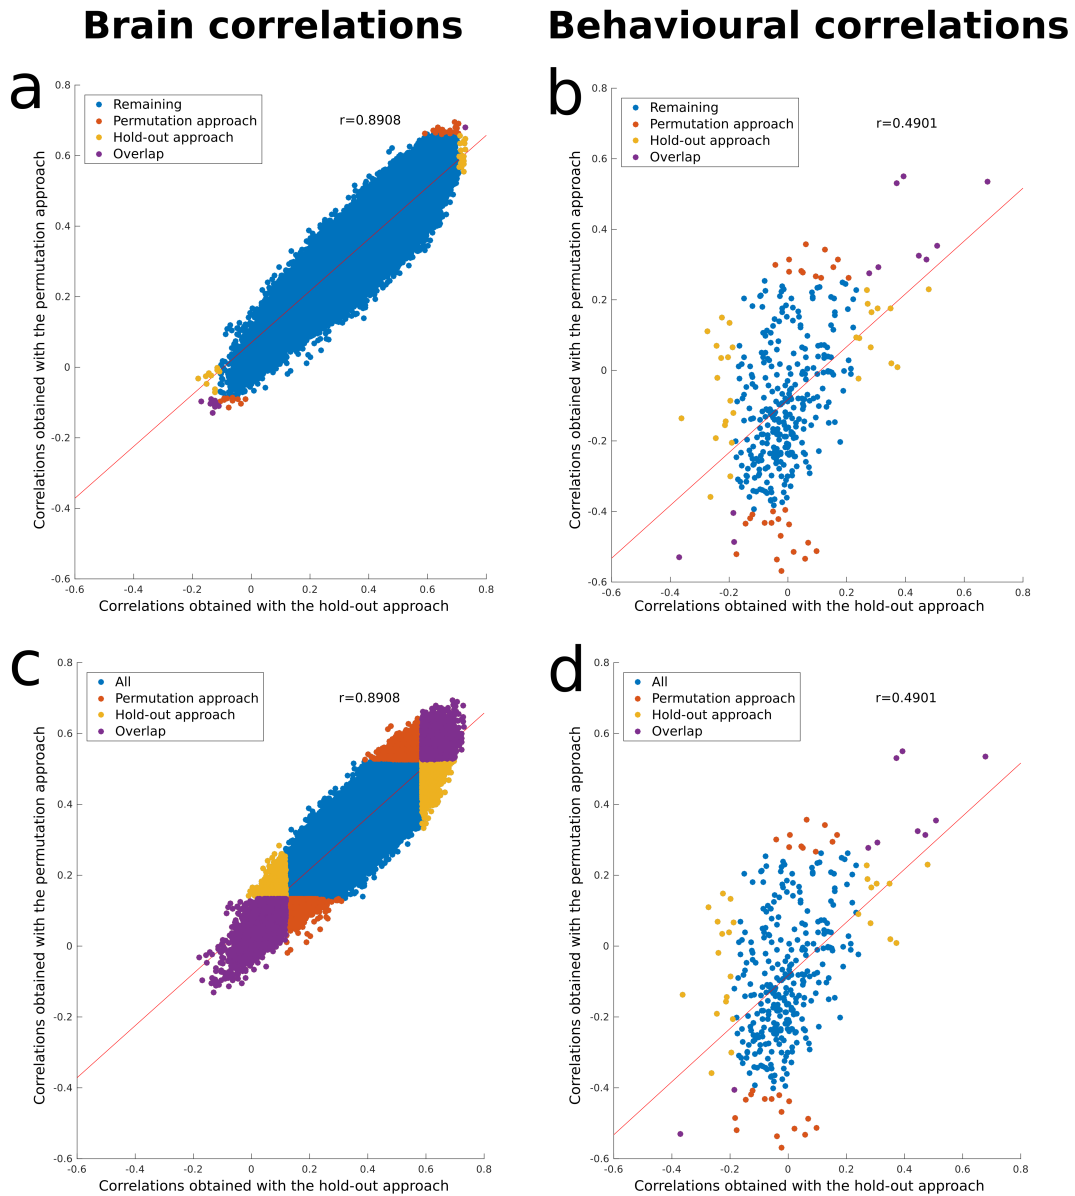 Brain correlations
Behavioural correlations
a
0.8
0.6
0.4
0.2
0
-0.2
-0.4
-0.6
Correlations obtained with the permutation approach
Remaining
Permutation approach
Hold-out approach
Overlap
r=0.8908
-0.6 -0.4 -0.2 0 0.2 0.4 0.6 0.8
Correlations obtained with the hold-out approach
b
0.8
0.6
0.4
0.2
0
-0.2
-0.4
-0.6
Correlations obtained with the permutation approach
Remaining
Permutation approach
Hold-out approach
Overlap
r=0.4901
-0.6 -0.4 -0.2 0 0.2 0.4 0.6 0.8
Correlations obtained with the hold-out approach
c
0.8
0.6
0.4
0.2
0
-0.2
-0.4
-0.6
Correlations obtained with the permutation approach
All
Permutation approach
Hold-out approach
Overlap
r=0.8908
-0.6 -0.4 -0.2 0 0.2 0.4 0.6 0.8
Correlations obtained with the hold-out approach
d
0.8
0.6
0.4
0.2
0
-0.2
-0.4
-0.6
Correlations obtained with the permutation approach
All
Permutation approach
Hold-out approach
Overlap
r=0.4901
-0.6 -0.4 -0.2 0 0.2 0.4 0.6 0.8
Correlations obtained with the hold-out approach